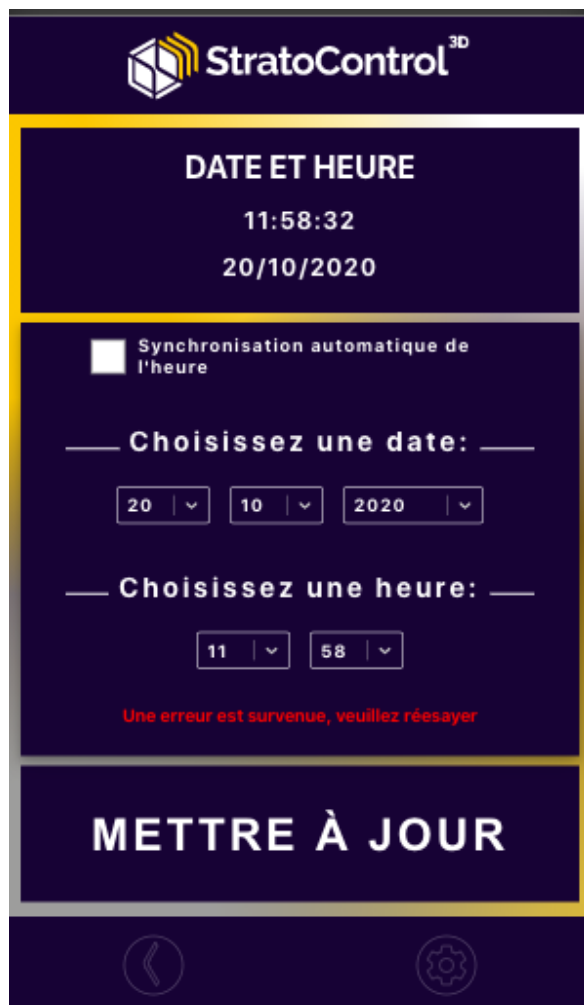 StratoControl 3D
DATE ET HEURE
11:58:32
20/10/2020
Synchronisation automatique de
l'heure
Choisissez une date:
20 10 2020
Choisissez une heure:
11 58
Une erreur est survenue, veuillez réesayer
METTRE À JOUR